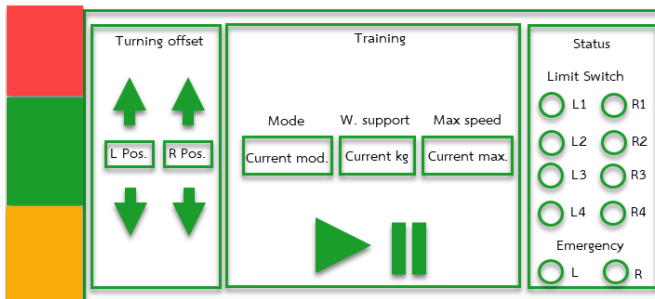 Turning offset
L Pos.
R Pos.
Training
Mode
W. support
Max speed
Current mod.
Current kg
Current max.
Status
Limit Switch
L1
R1
L2
R2
L3
R3
L4
R4
Emergency
L
R